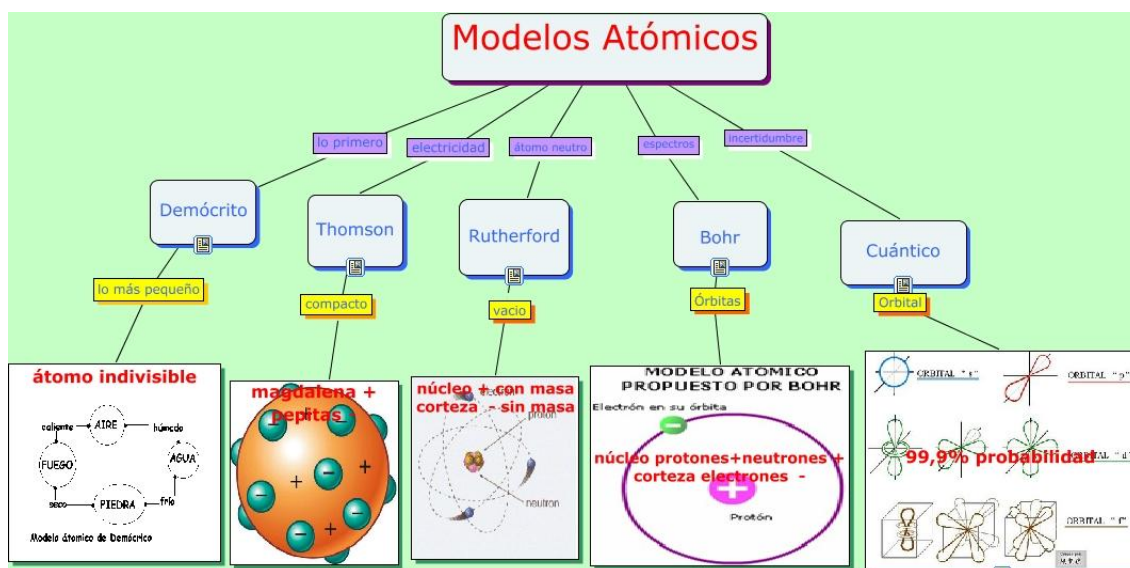 Modelos Atómicos
lo primero
electricidad
átomo neutro
espectros
incertidumbre
Demócrito
Thomson
Rutherford
Bohr
Cuántico
lo más pequeño
compacto
vacio
Órbitas
Orbital
átomo indivisible
caliente
AIRE
húmedo
FUEGO
AGUA
seco
PIEDRA
frío
Modelo átomico de Demócrico
magdalena +
pepitas
núcleo + con masa
corteza - sin masa
proton
neutron
MODELO ATOMICO
PROPUESTO POR BOHR
Electrón en su órbita
núcleo protones+neutrones +
corteza electrones -
Protón
ORBITAL "s"
ORBITAL "p"
99,9% probabilidad
ORBITAL "f"